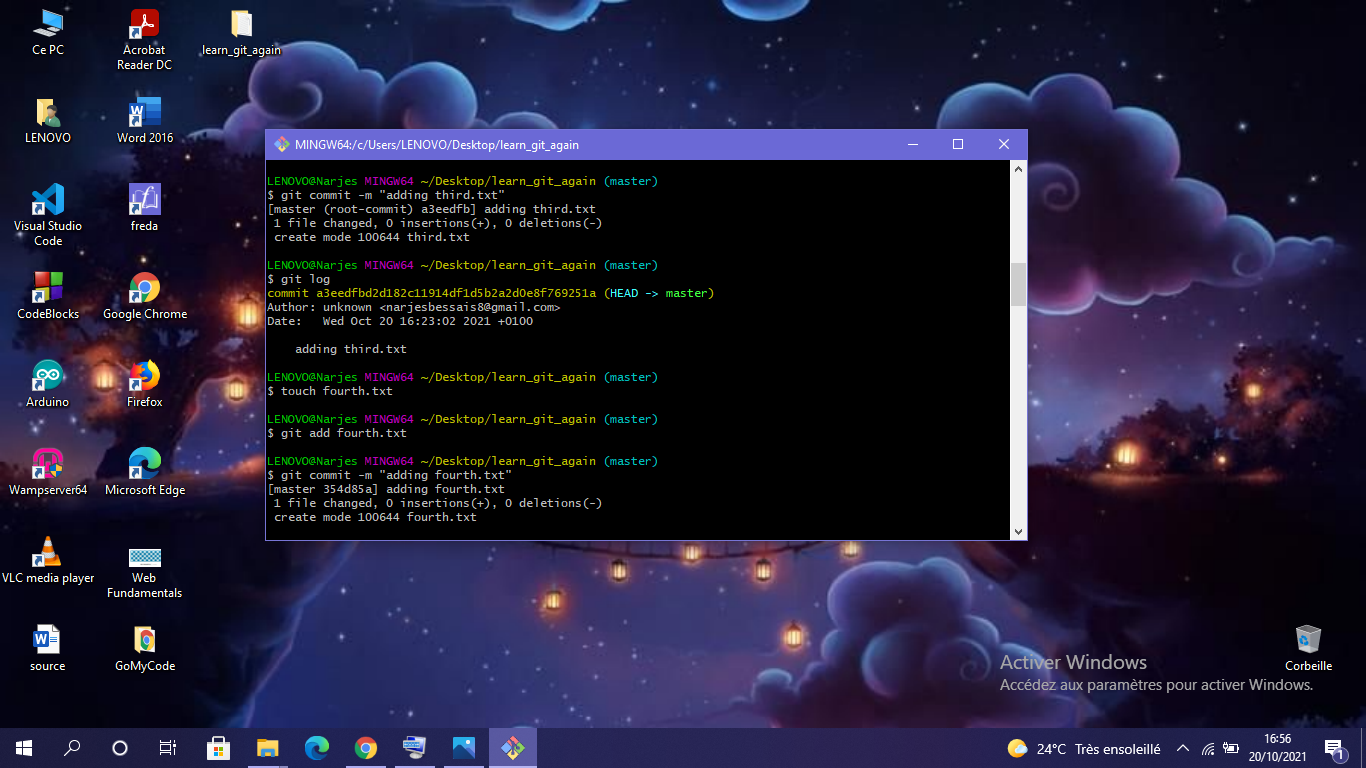 Ce PC
Acrobat
Reader DC
learn_git_again
LENOVO
Word 2016
Visual Studio
Code
freda
CodeBlocks
Google Chrome
Arduino
Firefox
Wampserver64
Microsoft Edge
VLC media player
Web
Fundamentals
source
GoMyCode
MINGW64:/c/Users/LENOVO/Desktop/learn_git_again
LENOVO@Narjes MINGW64 ~/Desktop/learn_git_again (master)
$ git commit -m "adding third.txt"
[master (root-commit) a3eedfb] adding third.txt
 1 file changed, 0 insertions(+), 0 deletions(-)
 create mode 100644 third.txt
LENOVO@Narjes MINGW64 ~/Desktop/learn_git_again (master)
$ git log
commit a3eedfbd2d182c11914df1d5b2a2d0e8f769251a (HEAD -> master)
Author: unknown <narjesbessais8@gmail.com>
Date:   Wed Oct 20 16:23:02 2021 +0100
    adding third.txt
LENOVO@Narjes MINGW64 ~/Desktop/learn_git_again (master)
$ touch fourth.txt
LENOVO@Narjes MINGW64 ~/Desktop/learn_git_again (master)
$ git add fourth.txt
LENOVO@Narjes MINGW64 ~/Desktop/learn_git_again (master)
$ git commit -m "adding fourth.txt"
[master 354d85a] adding fourth.txt
 1 file changed, 0 insertions(+), 0 deletions(-)
 create mode 100644 fourth.txt
Activer Windows
Accédez aux paramètres pour activer Windows.
Corbeille
24°C Très ensoleillé
16:56
20/10/2021
1